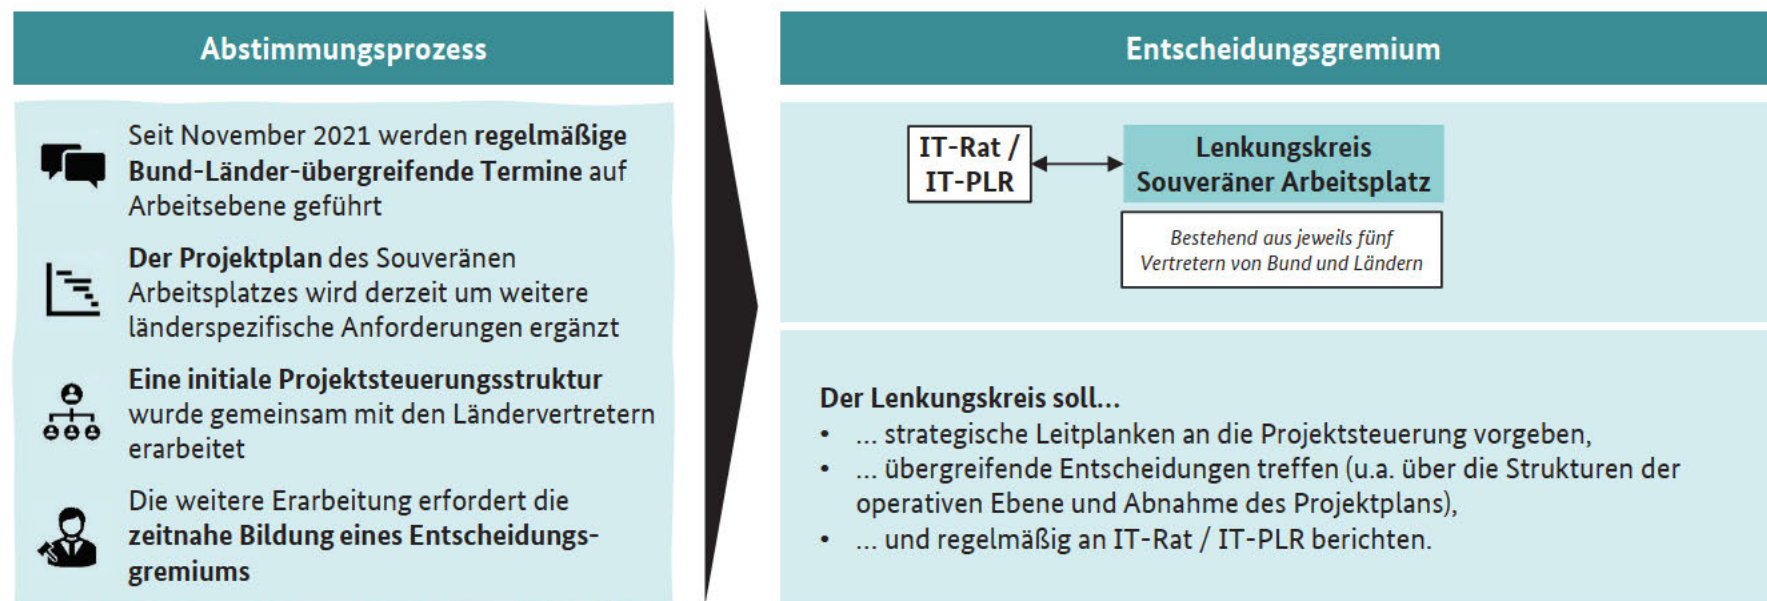 Abstimmungsprozess
Seit November 2021 werden regelmäßige
Bund-Länder-übergreifende Termine auf
Arbeitsebene geführt
Der Projektplan des Souveränen
Arbeitsplatzes wird derzeit um weitere
länderspezifische Anforderungen ergänzt
Eine initiale Projektsteuerungsstruktur
wurde gemeinsam mit den Ländervertretern
erarbeitet
Die weitere Erarbeitung erfordert die
zeitnahe Bildung eines Entscheidungs-
gremiums
Entscheidungsgremium
IT-Rat /
IT-PLR
Lenkungskreis
Souveräner Arbeitsplatz
Bestehend aus jeweils fünf
Vertretern von Bund und Ländern
Der Lenkungskreis soll...
• ... strategische Leitplanken an die Projektsteuerung vorgeben,
• ... übergreifende Entscheidungen treffen (u.a. über die Strukturen der
operativen Ebene und Abnahme des Projektplans),
• ... und regelmäßig an IT-Rat / IT-PLR berichten.